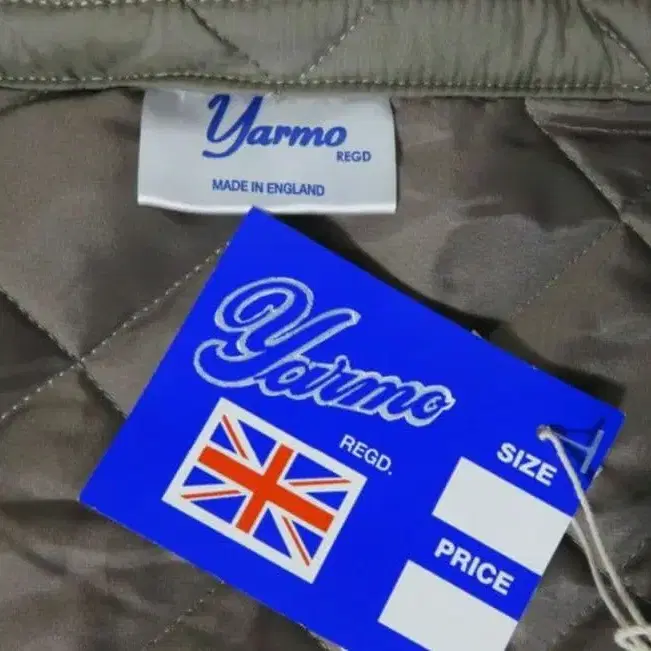 Yarmo
REGD
MADE IN ENGLAND
Yarmo
REGD.
SIZE
PRICE